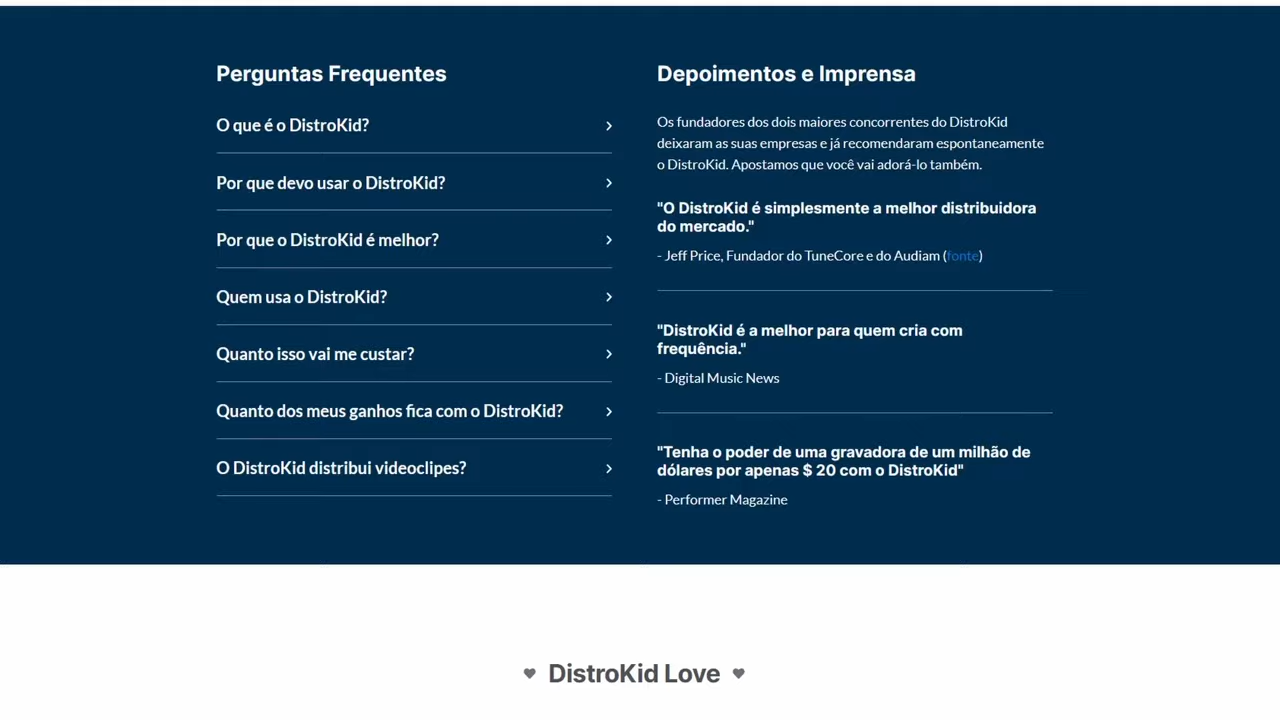 Perguntas Frequentes
O que é o DistroKid?
Por que devo usar o DistroKid?
Por que o DistroKid é melhor?
Quem usa o DistroKid?
Quanto isso vai me custar?
Quanto dos meus ganhos fica com o DistroKid?
O DistroKid distribui videoclipes?
Depoimentos e Imprensa
Os fundadores dos dois maiores concorrentes do DistroKid
deixaram as suas empresas e já recomendaram espontaneamente
o DistroKid. Apostamos que você vai adorá-lo também.
"O DistroKid é simplesmente a melhor distribuidora
do mercado."
- Jeff Price, Fundador do TuneCore e do Audiam (fonte)
"DistroKid é a melhor para quem cria com
frequência."
- Digital Music News
"Tenha o poder de uma gravadora de um milhão de
dólares por apenas $ 20 com o DistroKid"
- Performer Magazine
DistroKid Love